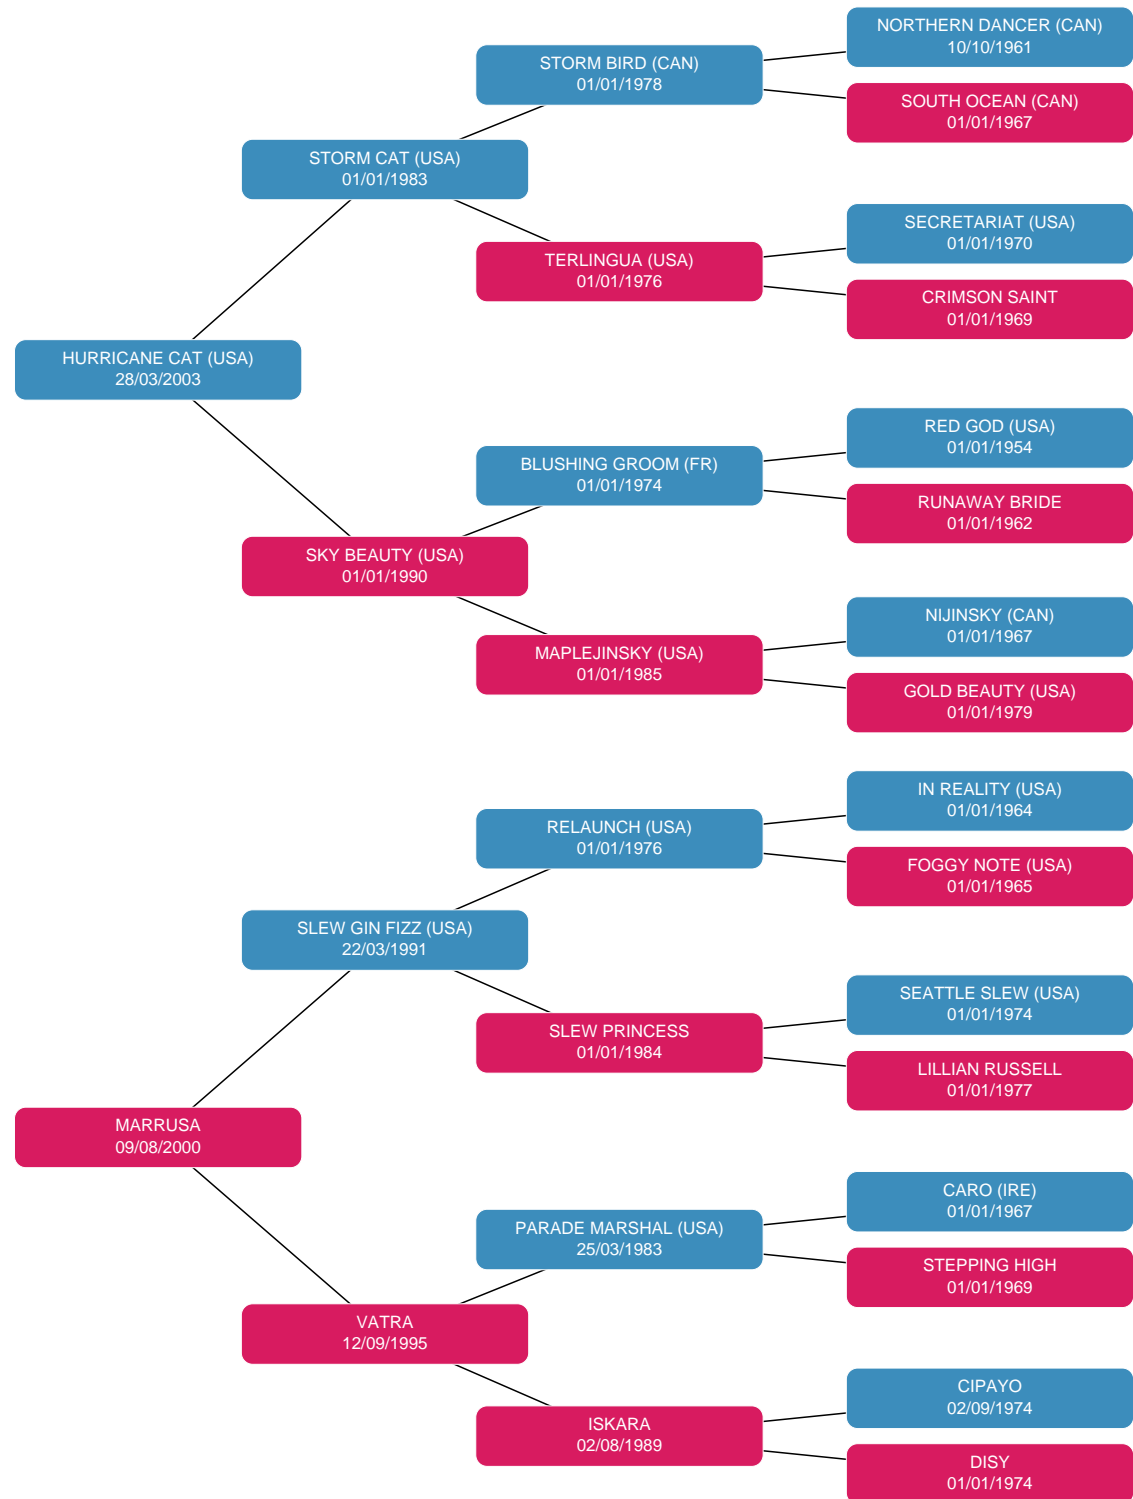 NORTHERN DANCER (CAN)
10/10/1961
STORM BIRD (CAN)
01/01/1978
SOUTH OCEAN (CAN)
01/01/1967
STORM CAT (USA)
01/01/1983
SECRETARIAT (USA)
01/01/1970
TERLINGUA (USA)
01/01/1976
CRIMSON SAINT
01/01/1969
HURRICANE CAT (USA)
28/03/2003
RED GOD (USA)
01/01/1954
BLUSHING GROOM (FR)
01/01/1974
RUNAWAY BRIDE
01/01/1962
SKY BEAUTY (USA)
01/01/1990
NIJINSKY (CAN)
01/01/1967
MAPLEJINSKY (USA)
01/01/1985
GOLD BEAUTY (USA)
01/01/1979
IN REALITY (USA)
01/01/1964
RELAUNCH (USA)
01/01/1976
FOGGY NOTE (USA)
01/01/1965
SLEW GIN FIZZ (USA)
22/03/1991
SEATTLE SLEW (USA)
01/01/1974
SLEW PRINCESS
01/01/1984
LILLIAN RUSSELL
01/01/1977
MARRUSA
09/08/2000
CARO (IRE)
01/01/1967
PARADE MARSHAL (USA)
25/03/1983
STEPPING HIGH
01/01/1969
VATRA
12/09/1995
CIPAYO
02/09/1974
ISKARA
02/08/1989
DISY
01/01/1974